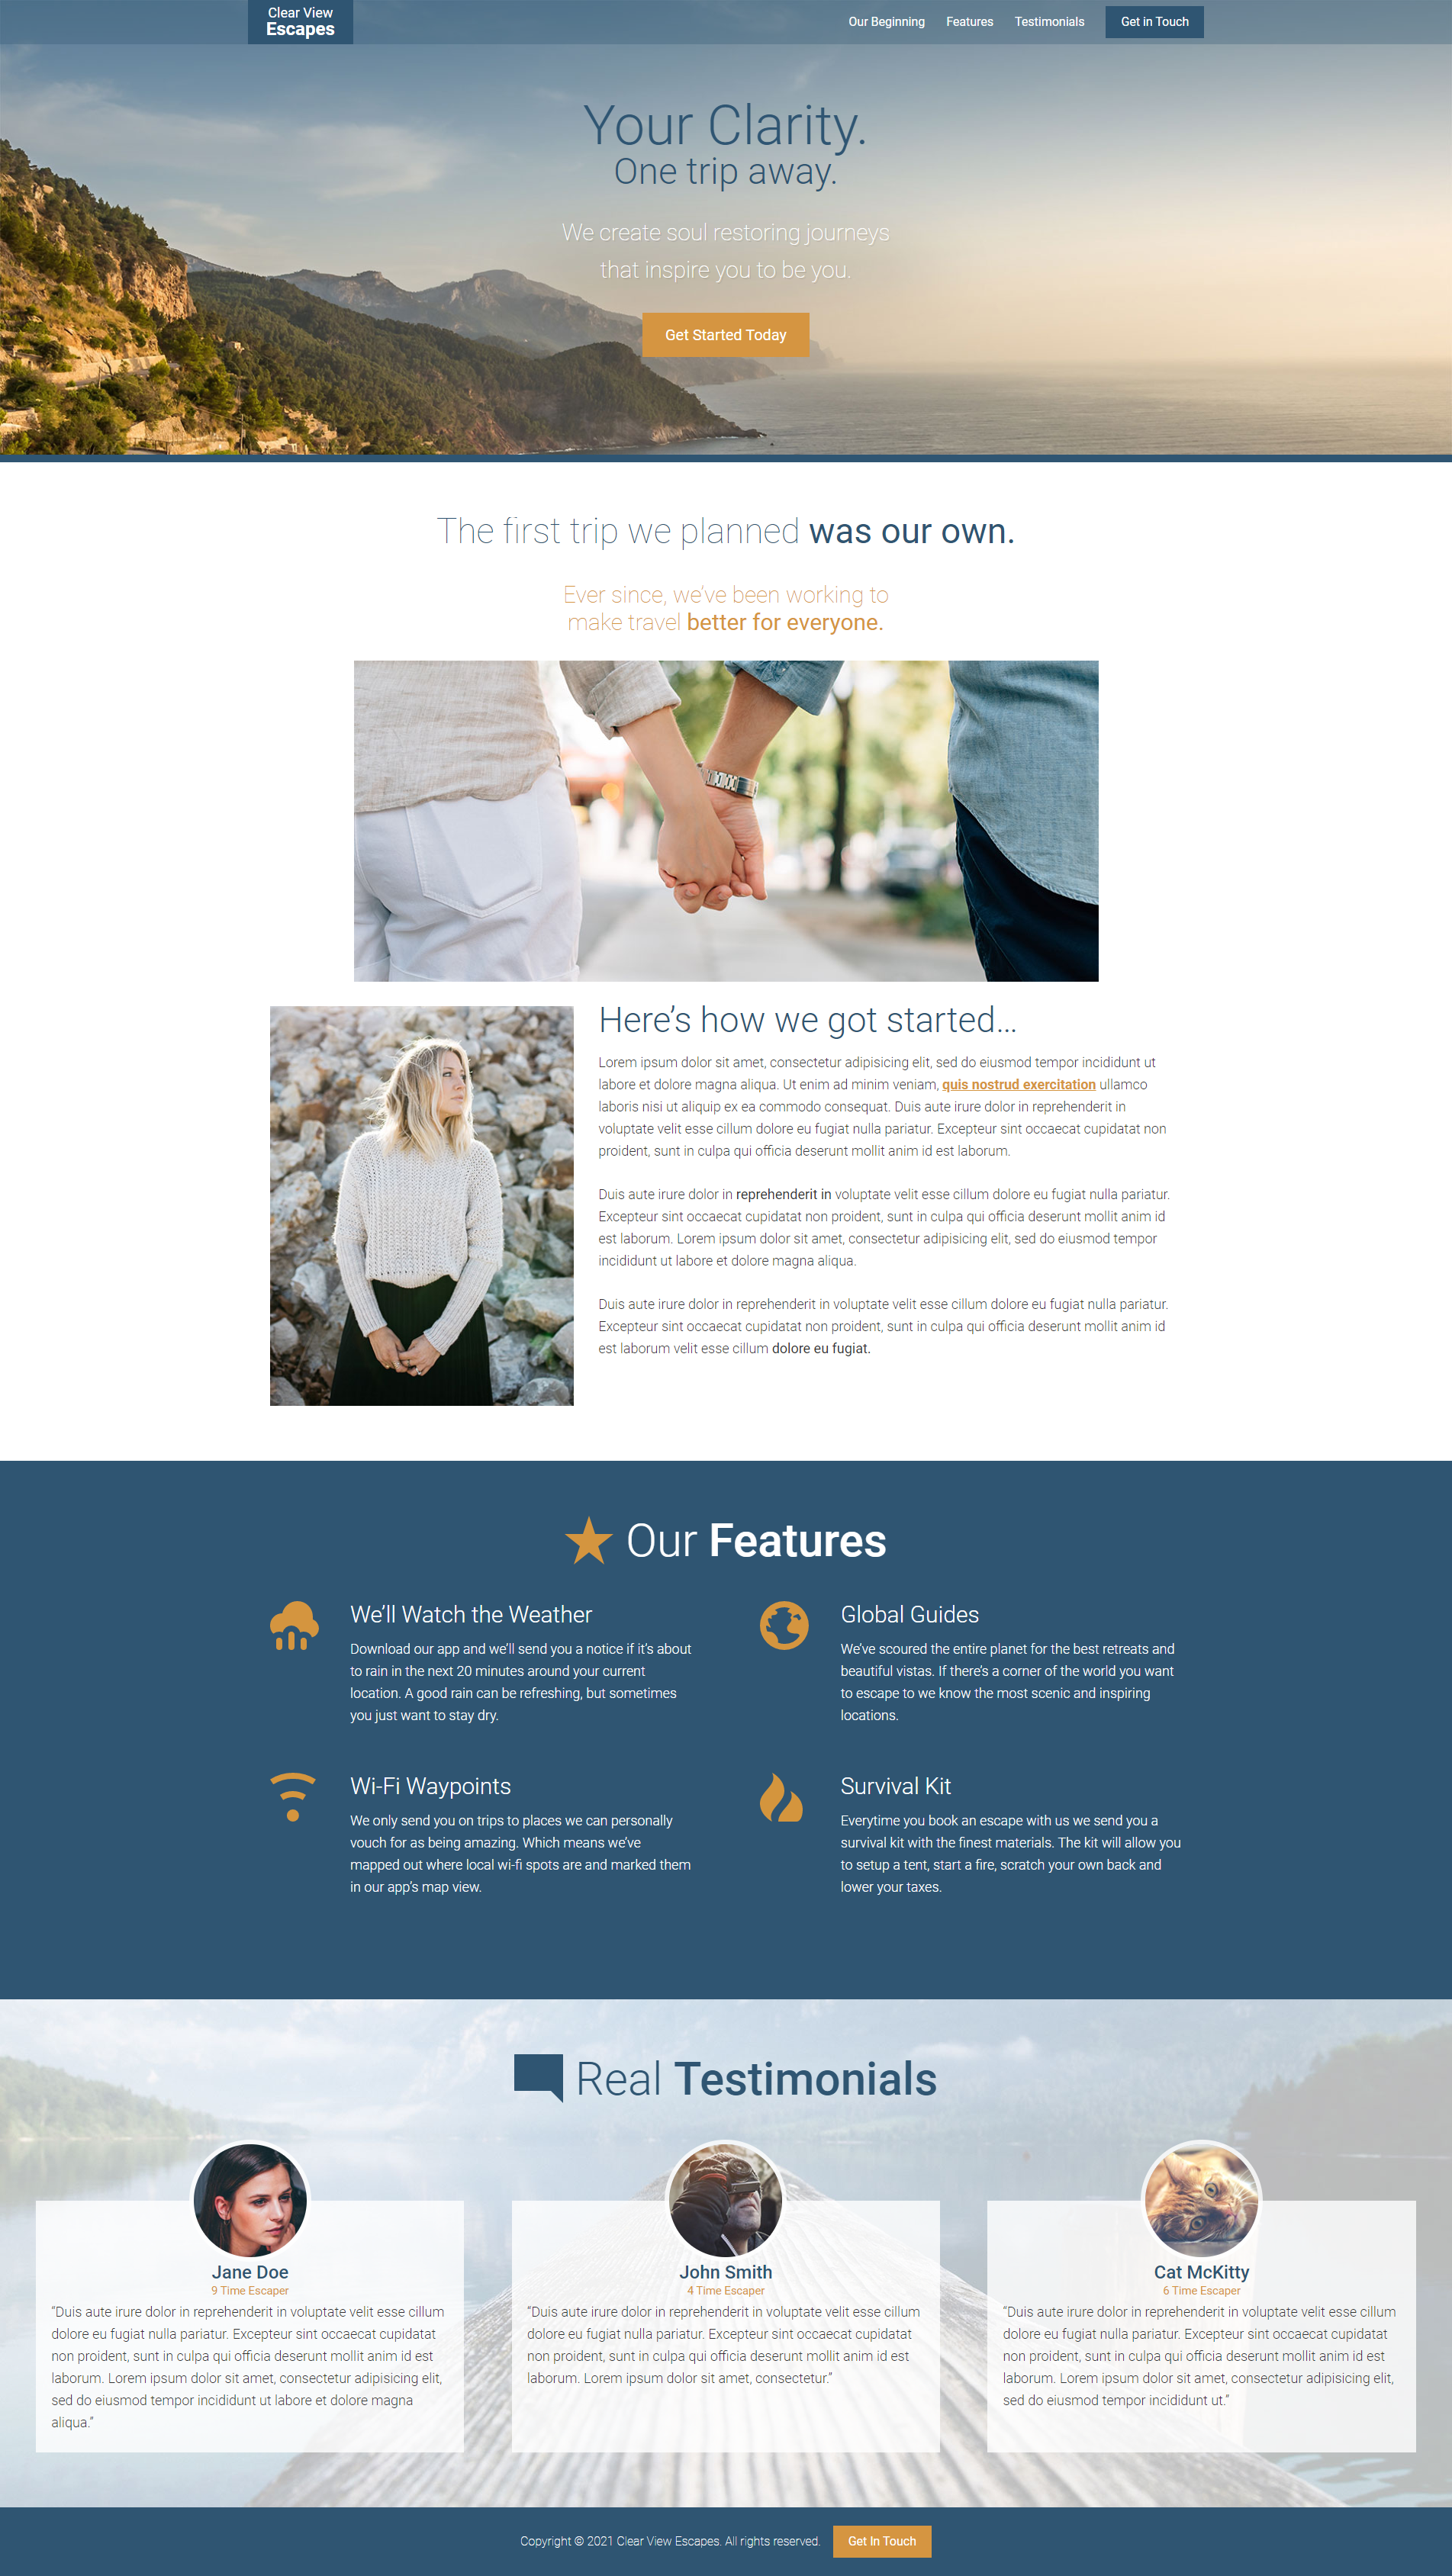 Clear View
Escapes
Our Beginning
Features
Testimonials
Get in Touch
Your Clarity.
One trip away.
We create soul restoring journeys
that inspire you to be you.
Get Started Today
The first trip we planned was our own.
Ever since, we’ve been working to
make travel better for everyone.
Here’s how we got started...
Lorem ipsum dolor sit amet, consectetur adipisicing elit, sed do eiusmod tempor incididunt ut
labore et dolore magna aliqua. Ut enim ad minim veniam, quis nostrud exercitation ullamco
laboris nisi ut aliquip ex ea commodo consequat. Duis aute irure dolor in reprehenderit in
voluptate velit esse cillum dolore eu fugiat nulla pariatur. Excepteur sint occaecat cupidatat non
proident, sunt in culpa qui officia deserunt mollit anim id est laborum.
Duis aute irure dolor in reprehenderit in voluptate velit esse cillum dolore eu fugiat nulla pariatur.
Excepteur sint occaecat cupidatat non proident, sunt in culpa qui officia deserunt mollit anim id
est laborum. Lorem ipsum dolor sit amet, consectetur adipisicing elit, sed do eiusmod tempor
incididunt ut labore et dolore magna aliqua.
Duis aute irure dolor in reprehenderit in voluptate velit esse cillum dolore eu fugiat nulla pariatur.
Excepteur sint occaecat cupidatat non proident, sunt in culpa qui officia deserunt mollit anim id
est laborum velit esse cillum dolore eu fugiat.
Our Features
We’ll Watch the Weather
Download our app and we’ll send you a notice if it’s about
to rain in the next 20 minutes around your current
location. A good rain can be refreshing, but sometimes
you just want to stay dry.
Global Guides
We’ve scoured the entire planet for the best retreats and
beautiful vistas. If there’s a corner of the world you want
to escape to we know the most scenic and inspiring
locations.
Wi-Fi Waypoints
We only send you on trips to places we can personally
vouch for as being amazing. Which means we’ve
mapped out where local wi-fi spots are and marked them
in our app’s map view.
Survival Kit
Everytime you book an escape with us we send you a
survival kit with the finest materials. The kit will allow you
to setup a tent, start a fire, scratch your own back and
lower your taxes.
Real Testimonials
Jane Doe
9 Time Escaper
“Duis aute irure dolor in reprehenderit in voluptate velit esse cillum
dolore eu fugiat nulla pariatur. Excepteur sint occaecat cupidatat
non proident, sunt in culpa qui officia deserunt mollit anim id est
laborum. Lorem ipsum dolor sit amet, consectetur adipisicing elit,
sed do eiusmod tempor incididunt ut labore et dolore magna
aliqua.”
John Smith
4 Time Escaper
“Duis aute irure dolor in reprehenderit in voluptate velit esse cillum
dolore eu fugiat nulla pariatur. Excepteur sint occaecat cupidatat
non proident, sunt in culpa qui officia deserunt mollit anim id est
laborum. Lorem ipsum dolor sit amet, consectetur.”
Cat McKitty
6 Time Escaper
“Duis aute irure dolor in reprehenderit in voluptate velit esse cillum
dolore eu fugiat nulla pariatur. Excepteur sint occaecat cupidatat
non proident, sunt in culpa qui officia deserunt mollit anim id est
laborum. Lorem ipsum dolor sit amet, consectetur adipisicing elit,
sed do eiusmod tempor incididunt ut.”
Copyright © 2021 Clear View Escapes. All rights reserved.
Get In Touch